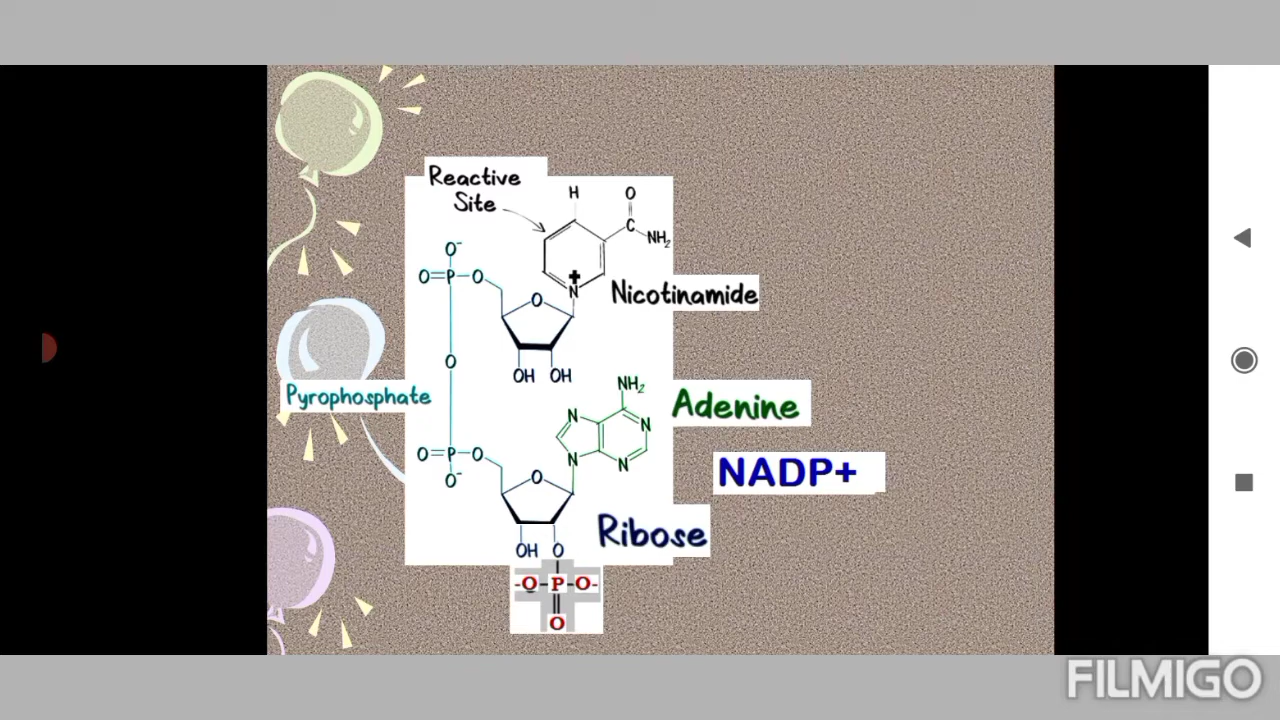 Reactive
Site
H
O
C
NH2
O-
O=P-O
+
N
Nicotinamide
O
O
OH OH
NH2
Pyrophosphate
Adenine
N
N
N
N
O=P-O
O-
NADP+
O
Ribose
OH O
-O-P-O-
O
FILMIGO